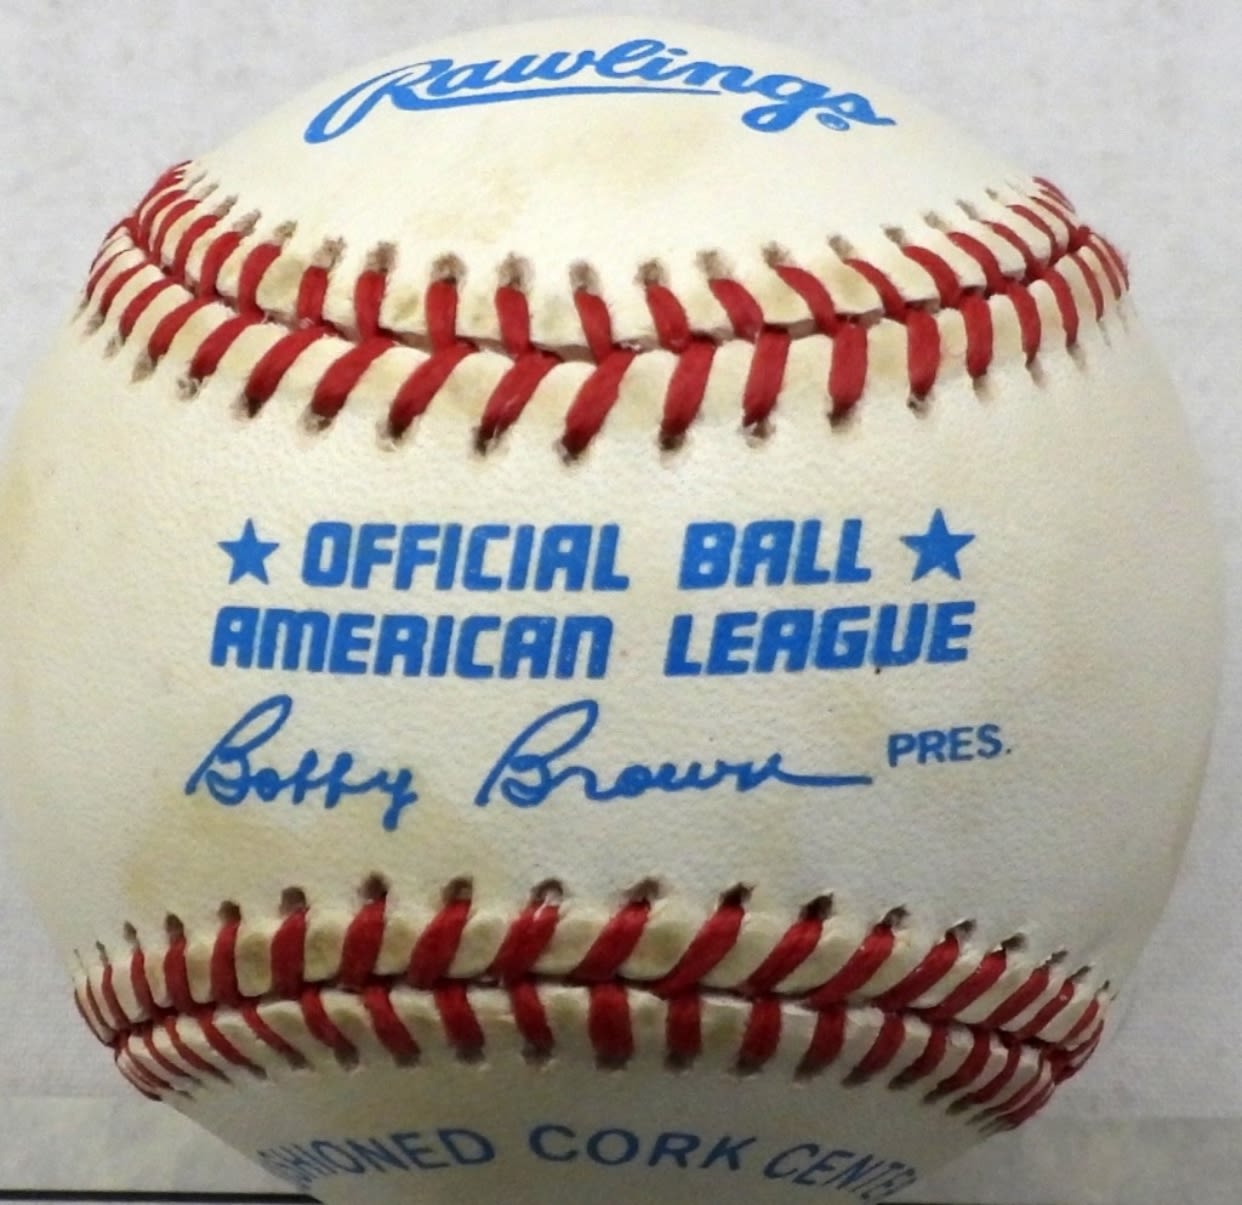 Rawlings®
★ OFFICIAL BALL ★
AMERICAN LEAGUE
Bobby Brown PRES.
CORK